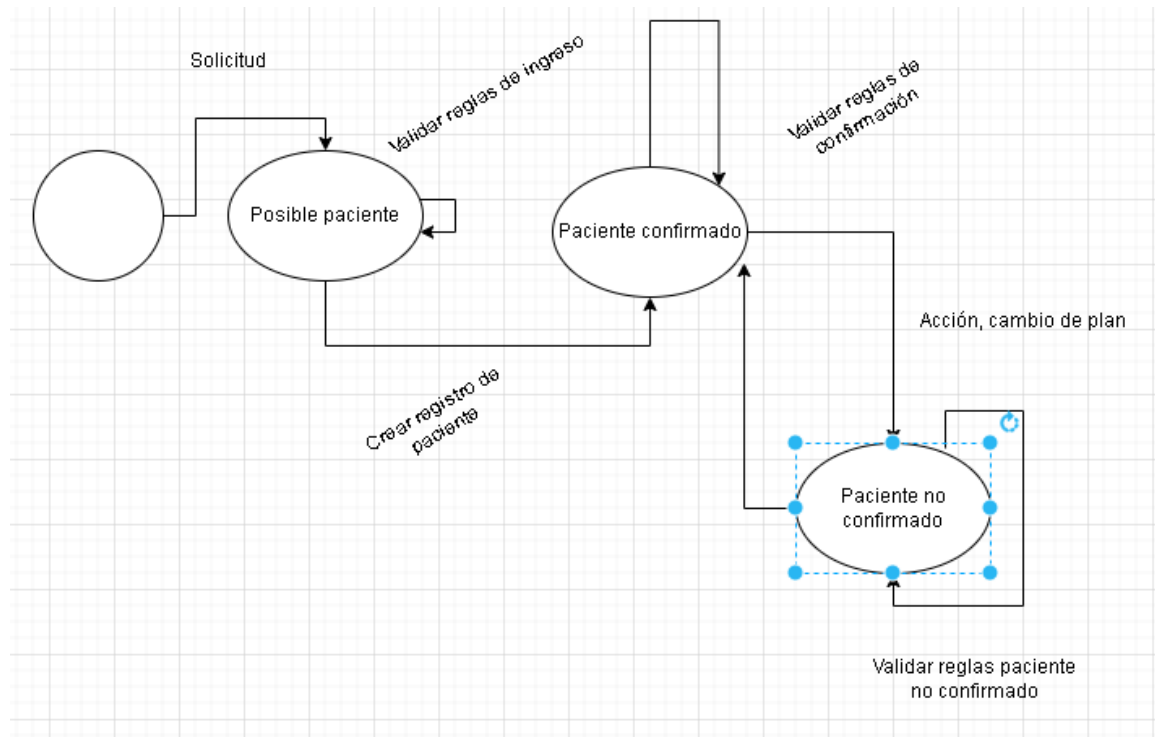 Solicitud
Validar reglas de ingreso
Validar reglas de
confirmación
Posible paciente
Paciente confirmado
Acción, cambio de plan
Crear registro de
paciente
Paciente no
confirmado
Validar reglas paciente
no confirmado